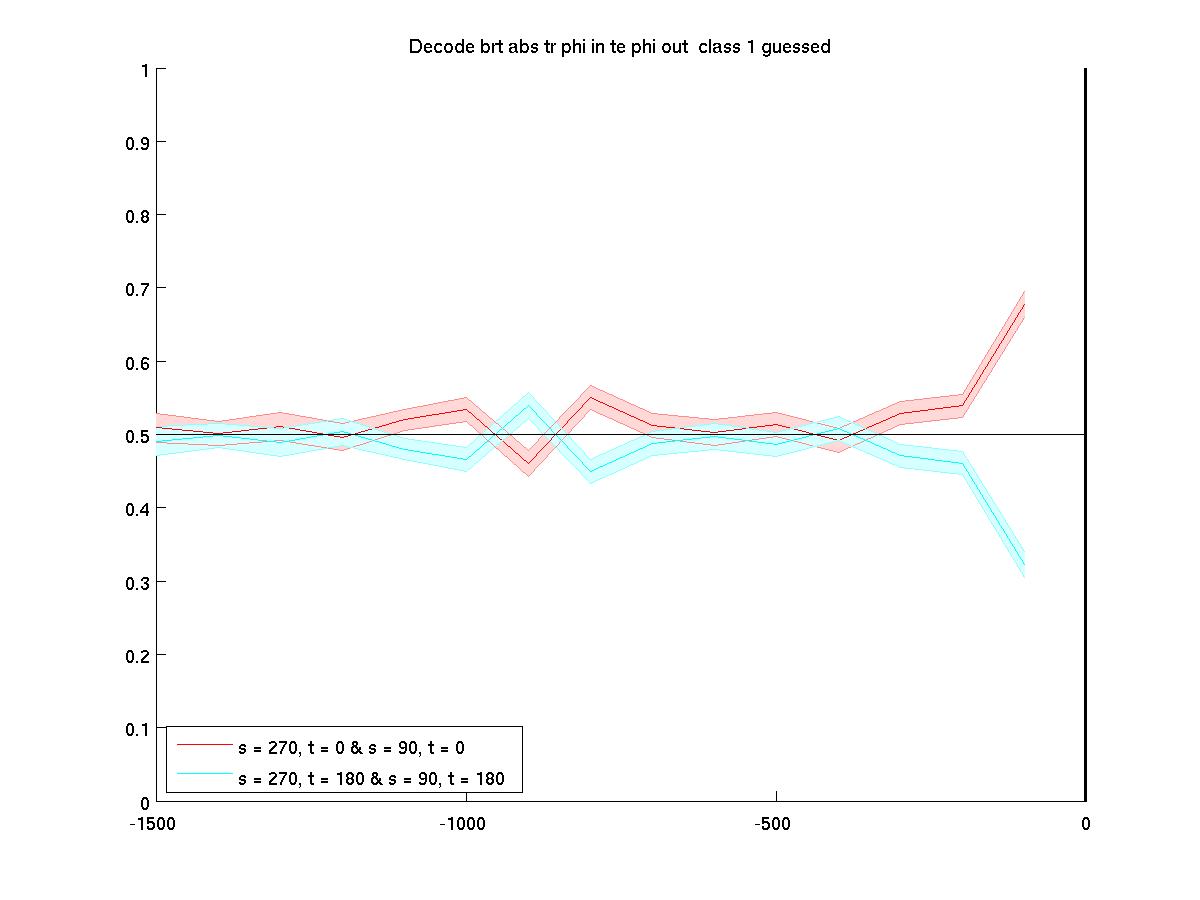 Decode brt abs tr phi in te phi out  class 1 guessed
1
0.9
0.8
0.7
0.6
0.5
0.4
0.3
0.2
0.1
0
s = 270, t = 0 & s = 90, t = 0
s = 270, t = 180 & s = 90, t = 180
-1500 -1000 -500 0